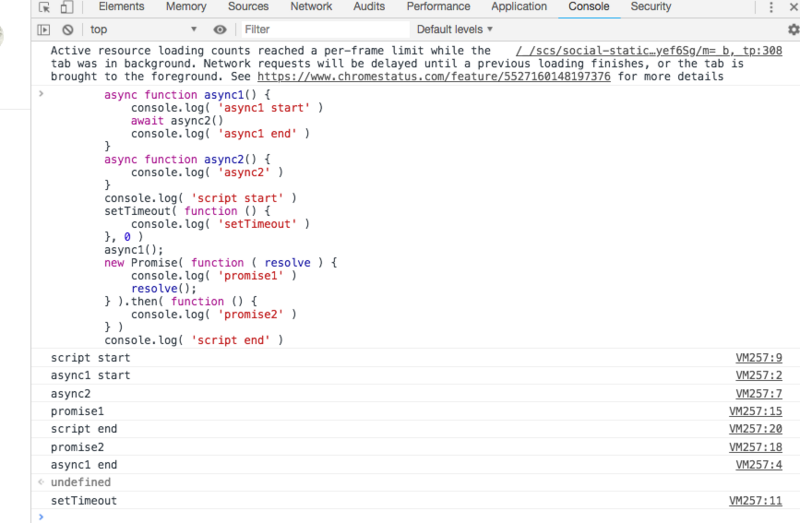 Elements Memory Sources Network Audits Performance Application Console Security
top Filter Default levels
Active resource loading counts reached a per-frame limit while the /_/scs/social-static…yef6Sg/m=_b,_tp:308
tab was in background. Network requests will be delayed until a previous loading finishes, or the tab is
brought to the foreground. See https://www.chromestatus.com/feature/5527160148197376 for more details
async function async1() {
console.log( 'async1 start' )
await async2()
console.log( 'async1 end' )
}
async function async2() {
console.log( 'async2' )
}
console.log( 'script start' )
setTimeout( function () {
console.log( 'setTimeout' )
}, 0 )
async1();
new Promise( function ( resolve ) {
console.log( 'promise1' )
resolve();
} ).then( function () {
console.log( 'promise2' )
} )
console.log( 'script end' )
script start VM257:9
async1 start VM257:2
async2 VM257:7
promise1 VM257:15
script end VM257:20
promise2 VM257:18
async1 end VM257:4
undefined
setTimeout VM257:11